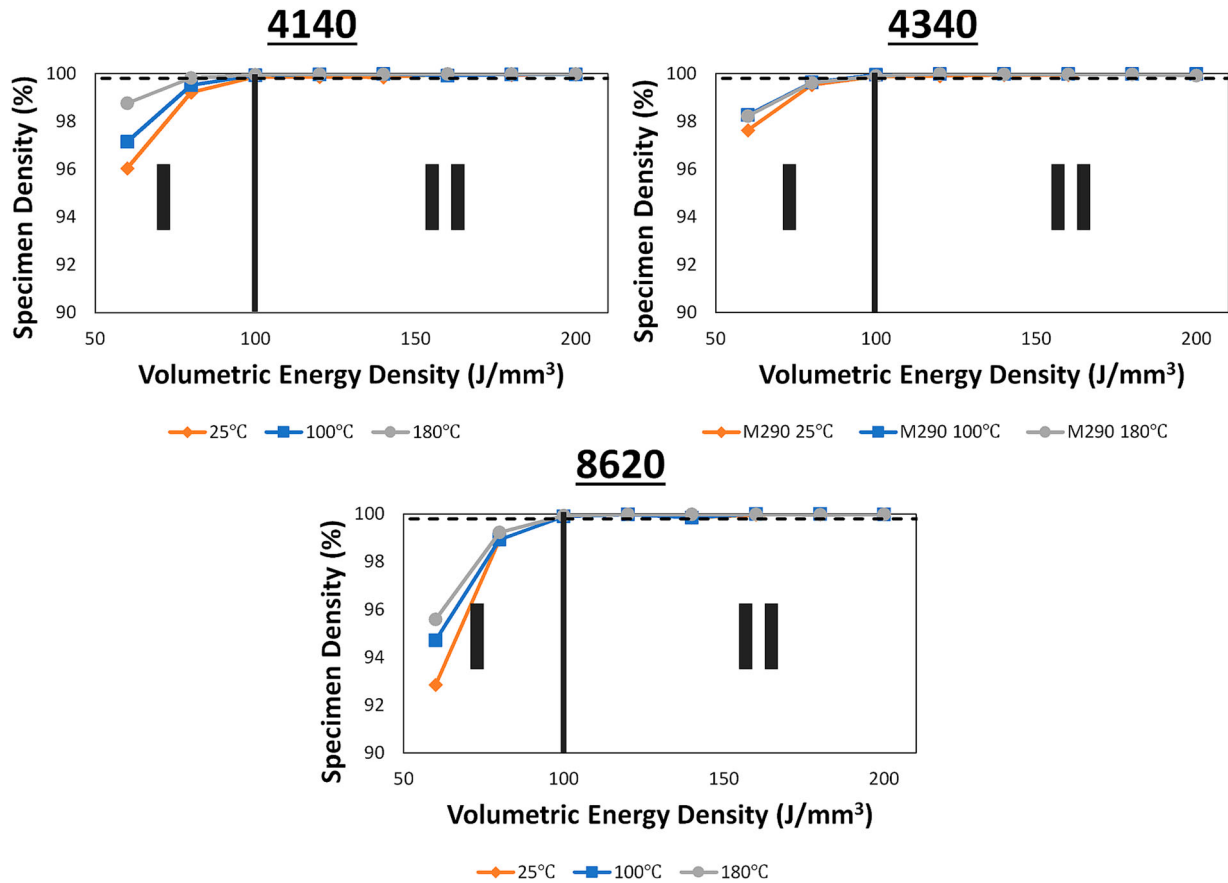 4140
Specimen Density (%)
100
98
96
94
92
90
I
II
50
100
150
200
Volumetric Energy Density (J/mm³)
25°C
100°C
180°C
4340
Specimen Density (%)
100
98
96
94
92
90
I
II
50
100
150
200
Volumetric Energy Density (J/mm³)
M290 25°C
M290 100°C
M290 180°C
8620
Specimen Density (%)
100
98
96
94
92
90
I
II
50
100
150
200
Volumetric Energy Density (J/mm³)
25°C
100°C
180°C